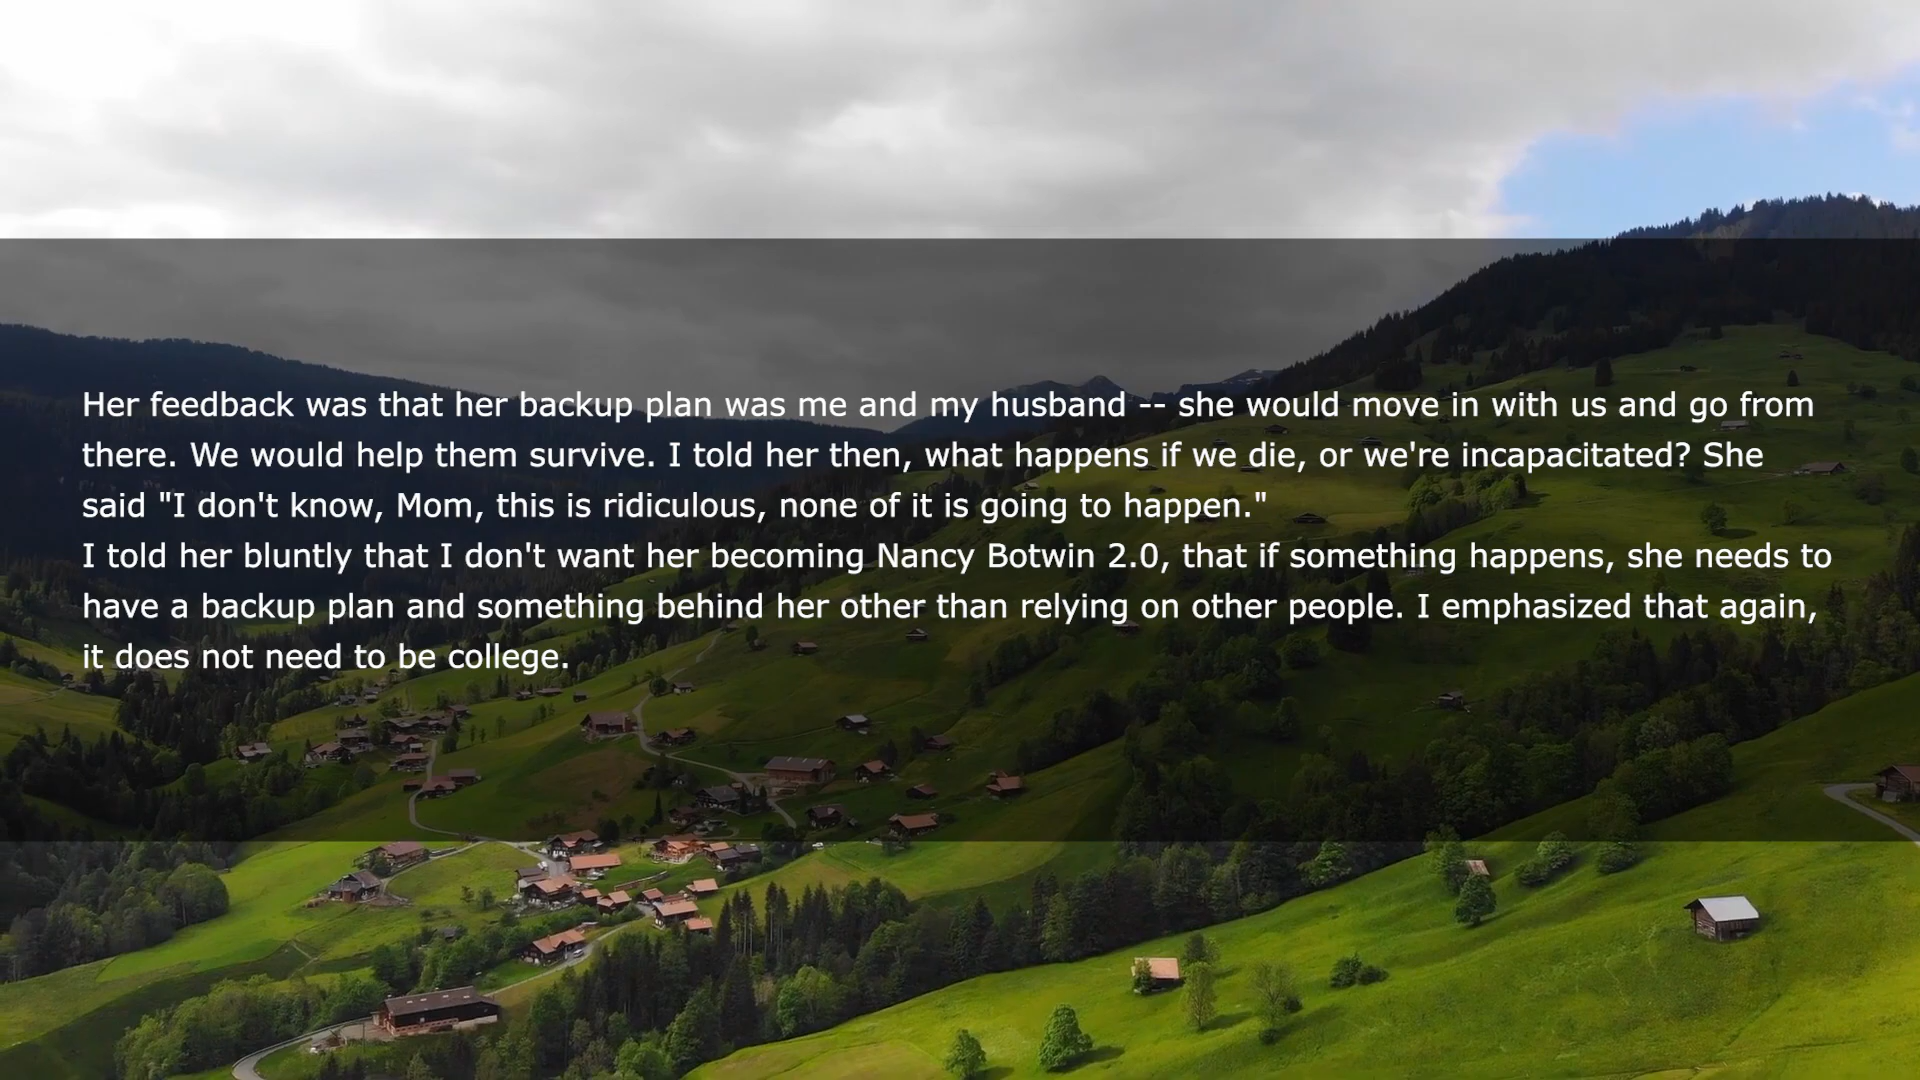 Her feedback was that her backup plan was me and my husband -- she would move in with us and go from
there. We would help them survive. I told her then, what happens if we die, or we're incapacitated? She
said "I don't know, Mom, this is ridiculous, none of it is going to happen."
I told her bluntly that I don't want her becoming Nancy Botwin 2.0, that if something happens, she needs to
have a backup plan and something behind her other than relying on other people. I emphasized that again,
it does not need to be college.